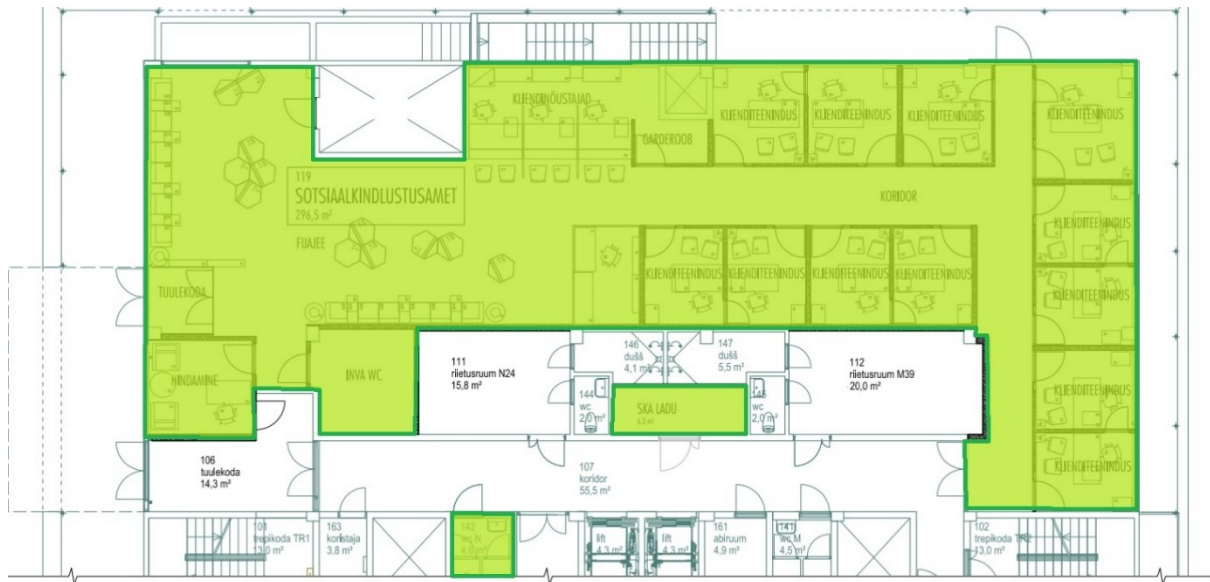 KLIENDINÕUSTAJAD
GARDEROOB
KLIENDITEENINDUS
KLIENDITEENINDUS
KLIENDITEENINDUS
KLIENDITEENINDUS
119
SOTSIAALKINDLUSTUSAMET
296,5 m²
FUAJEE
KORIDOR
KLIENDITEENINDUS
KLIENDITEENINDUS
KLIENDITEENINDUS
KLIENDITEENINDUS
KLIENDITEENINDUS
KLIENDITEENINDUS
TUULEKODA
HINDAMINE
INVA WC
111
riietusruum N24
15,8 m²
146
dušš
4,1 m²
147
dušš
5,5 m²
112
riietusruum M39
20,0 m²
144
wc
2,0 m²
SKA LADU
145
wc
2,0 m²
KLIENDITEENINDUS
KLIENDITEENINDUS
106
tuulekoda
14,3 m²
107
koridor
55,5 m²
101
trepikoda TR1
13,0 m²
163
koristaja
3,8 m²
142
wc N
4,6 m²
lift
4,3 m²
lift
4,3 m²
161
abiruum
4,9 m²
141
wc M
4,5 m²
102
trepikoda TR2
13,0 m²